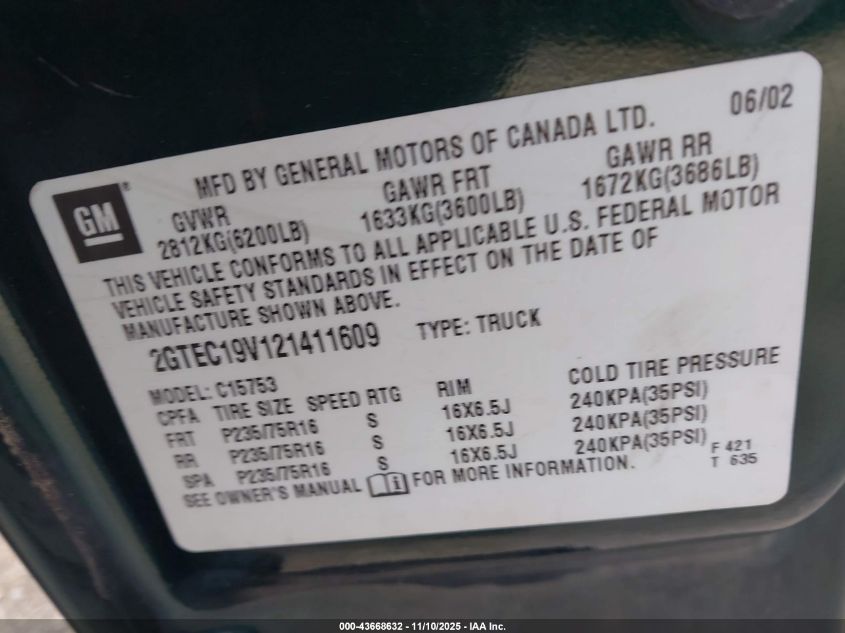 06/02
MFD BY GENERAL MOTORS OF CANADA LTD.
GM®
GVWR GAWR FRT GAWR RR
2812KG(6200LB) 1633KG(3600LB) 1672KG(3686LB)
THIS VEHICLE CONFORMS TO ALL APPLICABLE U.S. FEDERAL MOTOR
VEHICLE SAFETY STANDARDS IN EFFECT ON THE DATE OF
MANUFACTURE SHOWN ABOVE.
2GTEC19V121411609 TYPE: TRUCK
MODEL: C15753
CPFA TIRE SIZE SPEED RTG RIM COLD TIRE PRESSURE
FRT P235/75R16 S 16X6.5J 240KPA(35PSI)
RR P235/75R16 S 16X6.5J 240KPA(35PSI)
SPA P235/75R16 S 16X6.5J 240KPA(35PSI)
SEE OWNER'S MANUAL i FOR MORE INFORMATION.
F 421
T 635
000-43668632 — 11/10/2025 — IAA Inc.